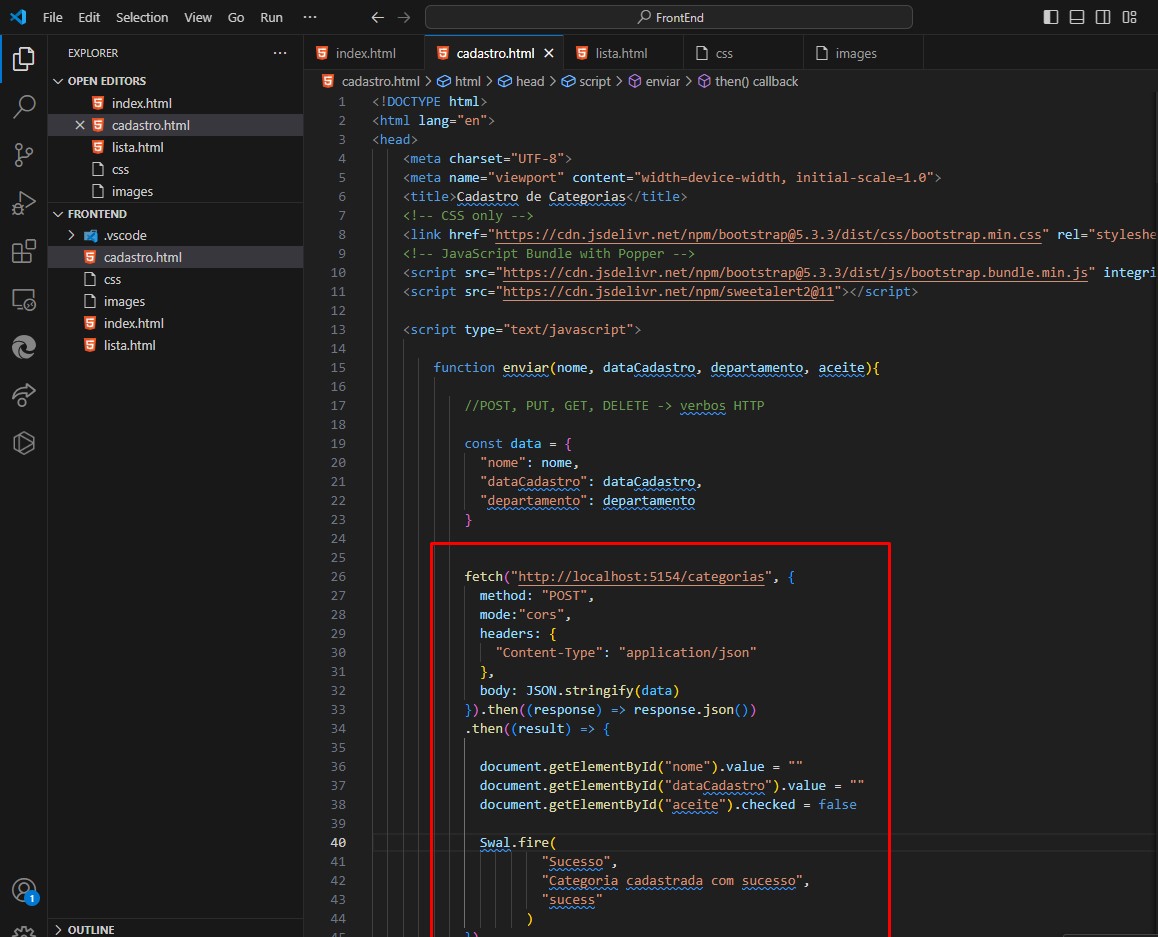 File Edit Selection View Go Run ··· FrontEnd
EXPLORER ···
index.html cadastro.html lista.html css images
cadastro.html > html > head > script > enviar > then() callback
OPEN EDITORS
index.html
cadastro.html
lista.html
css
images
FRONTEND
.vscode
cadastro.html
css
images
index.html
lista.html
1
OUTLINE
1 <!DOCTYPE html>
2 <html lang="en">
3 <head>
4 <meta charset="UTF-8">
5 <meta name="viewport" content="width=device-width, initial-scale=1.0">
6 <title>Cadastro de Categorias</title>
7 <!-- CSS only -->
8 <link href="https://cdn.jsdelivr.net/npm/bootstrap@5.3.3/dist/css/bootstrap.min.css" rel="styleshe
9 <!-- JavaScript Bundle with Popper -->
10 <script src="https://cdn.jsdelivr.net/npm/bootstrap@5.3.3/dist/js/bootstrap.bundle.min.js" integri
11 <script src="https://cdn.jsdelivr.net/npm/sweetalert2@11"></script>
12
13 <script type="text/javascript">
14
15 function enviar(nome, dataCadastro, departamento, aceite){
16
17 //POST, PUT, GET, DELETE -> verbos HTTP
18
19 const data = {
20 "nome": nome,
21 "dataCadastro": dataCadastro,
22 "departamento": departamento
23 }
24
25
26 fetch("http://localhost:5154/categorias", {
27 method: "POST",
28 mode:"cors",
29 headers: {
30 "Content-Type": "application/json"
31 },
32 body: JSON.stringify(data)
33 }).then((response) => response.json())
34 .then((result) => {
35
36 document.getElementById("nome").value = ""
37 document.getElementById("dataCadastro").value = ""
38 document.getElementById("aceite").checked = false
39
40 Swal.fire(
41 "Sucesso",
42 "Categoria cadastrada com sucesso",
43 "sucess"
44 )
45 })